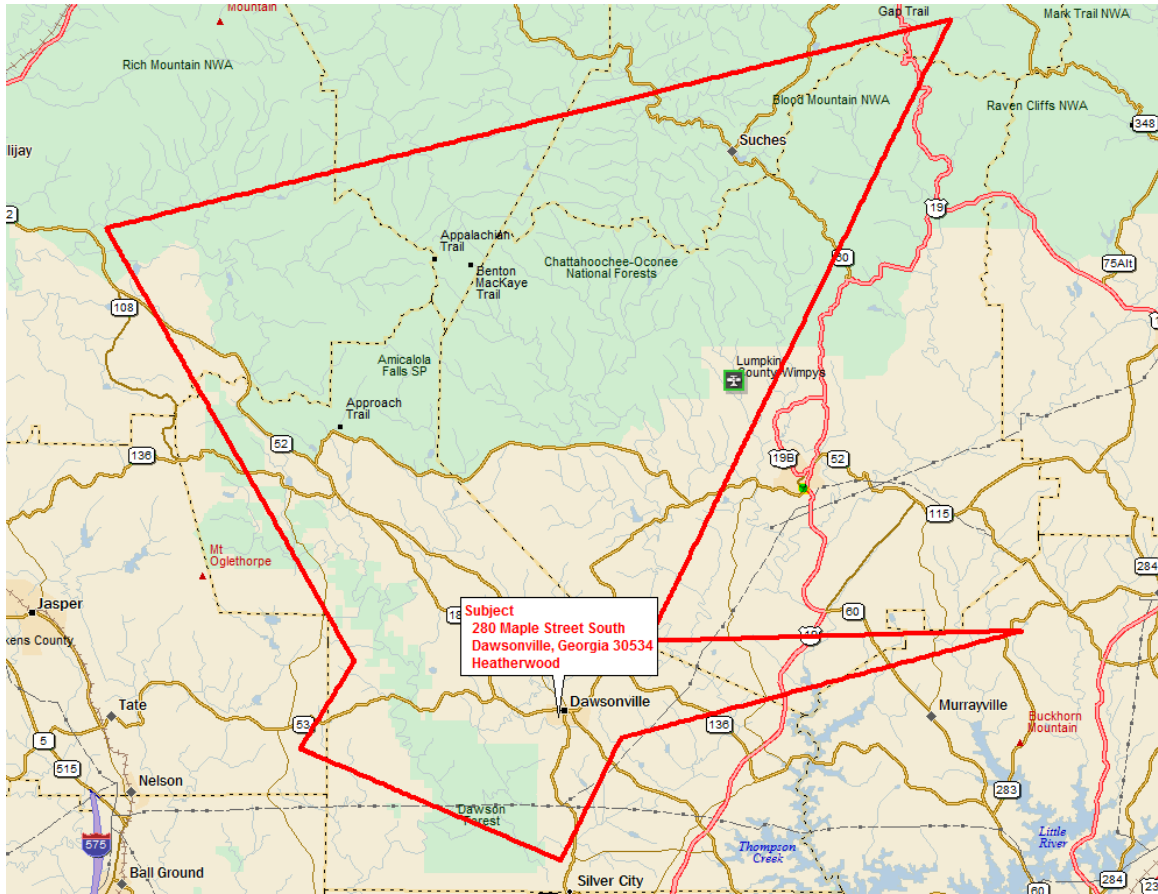 Mountain
Gap Trail
Mark Trail NWA
Rich Mountain NWA
Blood Mountain NWA
Raven Cliffs NWA
348
Suches
llijay
2
19
Appalachian
Trail
Benton
MacKaye
Trail
Chattahoochee-Oconee
National Forests
60
75Alt
108
1
Amicalola
Falls SP
Lumpkin
County-Wimpys
Approach
Trail
52
136
19B
52
115
Mt
Oglethorpe
284
Jasper
kens County
18
Subject
280 Maple Street South
Dawsonville, Georgia 30534
Heatherwood
60
19
Tate
53
Dawsonville
136
Murrayville
Buckhorn
Mountain
5
515
Nelson
283
Dawson
Forest
575
Thompson
Creek
Little
River
Ball Ground
Silver City
60
284
23